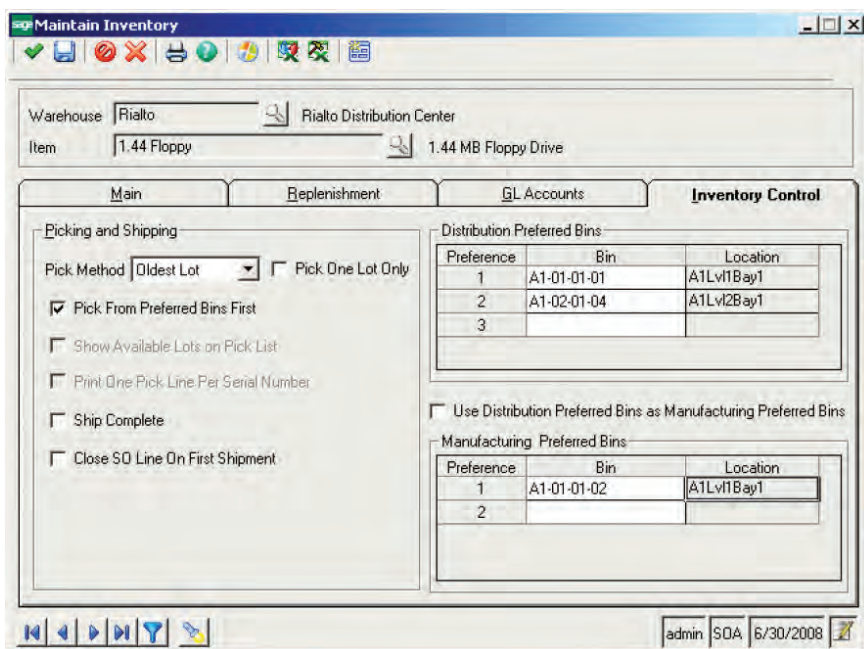 sage Maintain Inventory
Warehouse Rialto Rialto Distribution Center
Item 1.44 Floppy 1.44 MB Floppy Drive
Main Replenishment GL Accounts Inventory Control
Picking and Shipping
Pick Method Oldest Lot Pick One Lot Only
Pick From Preferred Bins First
Show Available Lots on Pick List
Print One Pick Line Per Serial Number
Ship Complete
Close SO Line On First Shipment
Distribution Preferred Bins
Preference Bin Location
1 A1-01-01-01 A1Lvl1Bay1
2 A1-02-01-04 A1Lvl2Bay1
3
Use Distribution Preferred Bins as Manufacturing Preferred Bins
Manufacturing Preferred Bins
Preference Bin Location
1 A1-01-01-02 A1Lvl1Bay1
2
admin SOA 6/30/2008